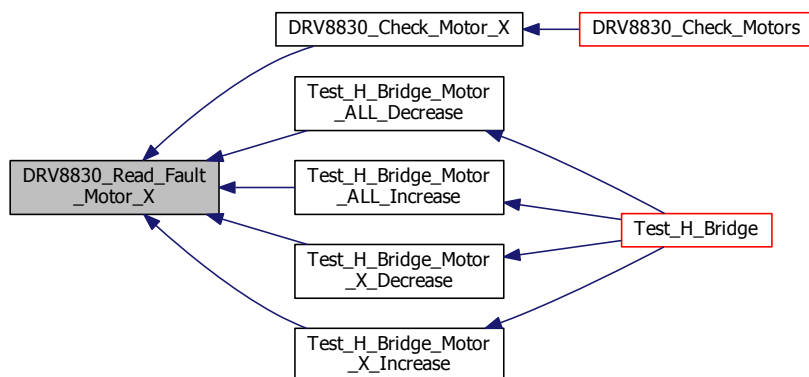 DRV8830_Check_Motor_X
DRV8830_Check_Motors
Test_H_Bridge_Motor
_ALL_Decrease
DRV8830_Read_Fault
_Motor_X
Test_H_Bridge_Motor
_ALL_Increase
Test_H_Bridge
Test_H_Bridge_Motor
_X_Decrease
Test_H_Bridge_Motor
_X_Increase